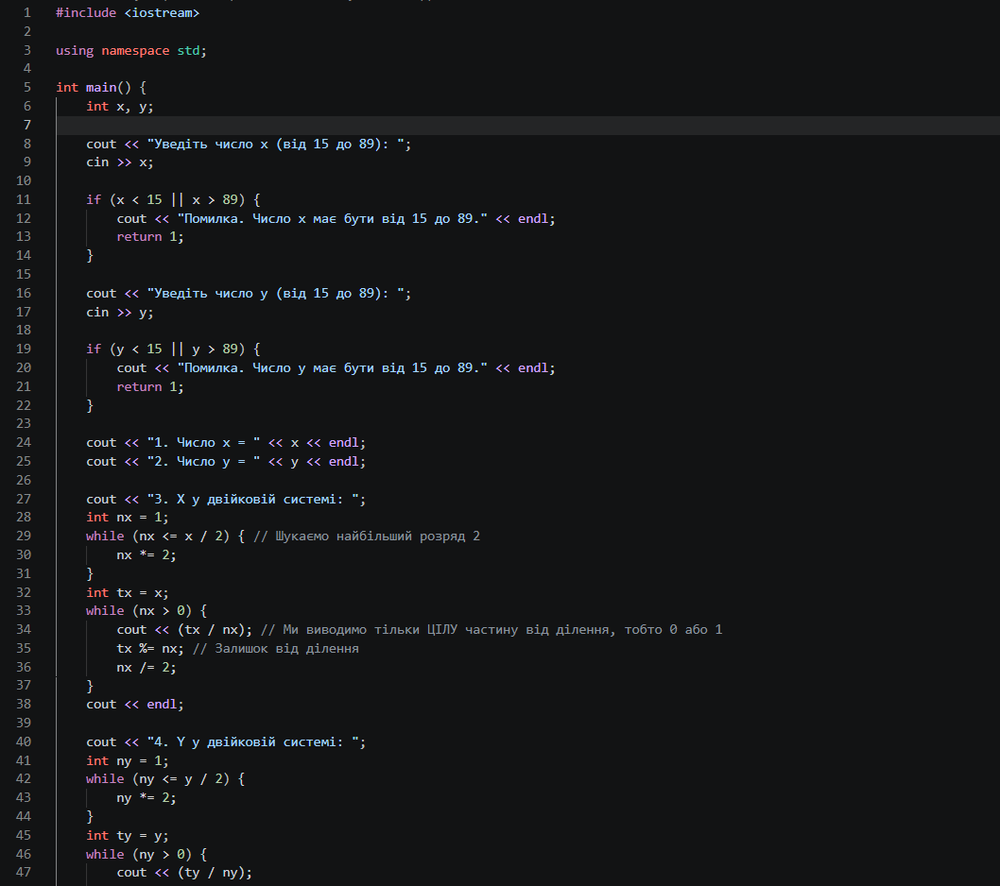 1 #include <iostream>
2
3 using namespace std;
4
5 int main() {
6     int x, y;
7
8     cout << "Уведіть число x (від 15 до 89): ";
9     cin >> x;
10
11     if (x < 15 || x > 89) {
12         cout << "Помилка. Число x має бути від 15 до 89." << endl;
13         return 1;
14     }
15
16     cout << "Уведіть число y (від 15 до 89): ";
17     cin >> y;
18
19     if (y < 15 || y > 89) {
20         cout << "Помилка. Число y має бути від 15 до 89." << endl;
21         return 1;
22     }
23
24     cout << "1. Число x = " << x << endl;
25     cout << "2. Число y = " << y << endl;
26
27     cout << "3. X у двійковій системі: ";
28     int nx = 1;
29     while (nx <= x / 2) { // Шукаємо найбільший розряд 2
30         nx *= 2;
31     }
32     int tx = x;
33     while (nx > 0) {
34         cout << (tx / nx); // Ми виводимо тільки ЦІЛУ частину від ділення, тобто 0 або 1
35         tx %= nx; // Залишок від ділення
36         nx /= 2;
37     }
38     cout << endl;
39
40     cout << "4. Y у двійковій системі: ";
41     int ny = 1;
42     while (ny <= y / 2) {
43         ny *= 2;
44     }
45     int ty = y;
46     while (ny > 0) {
47         cout << (ty / ny);